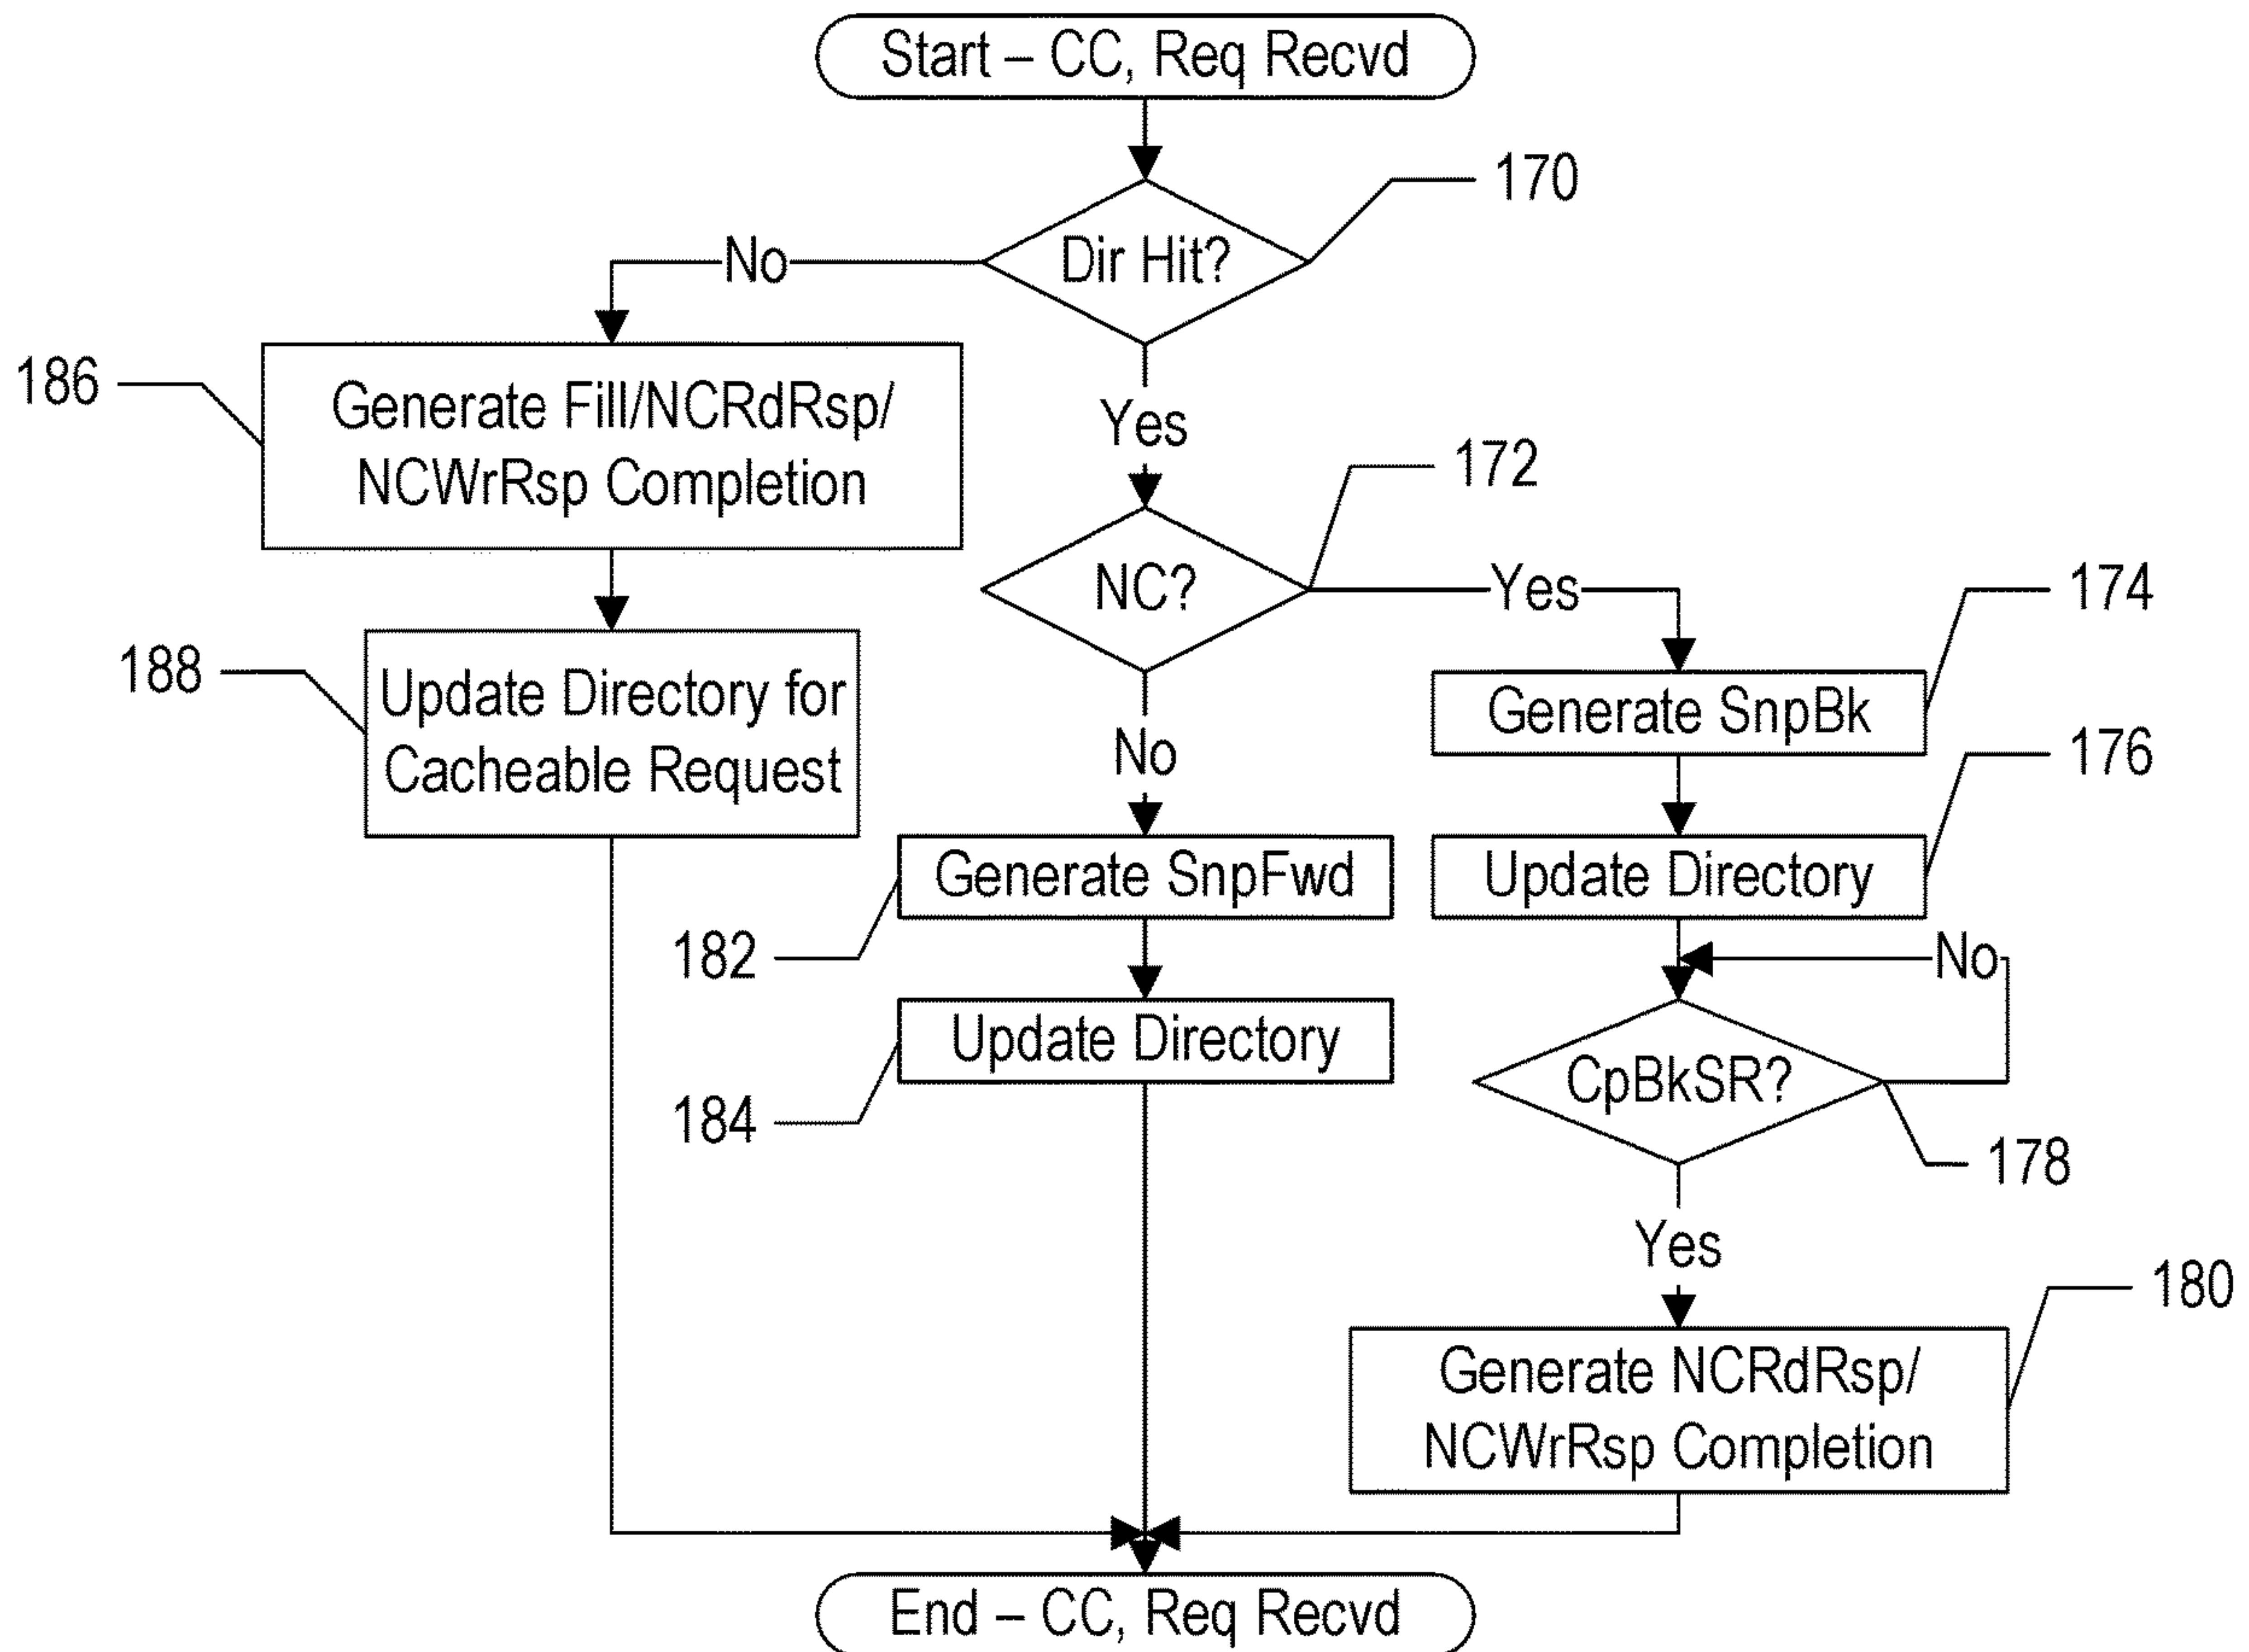 Start – CC, Req Recvd
170
Dir Hit?
No
Yes
186
Generate Fill/NCRdRsp/
NCWrRsp Completion
172
NC?
Yes
174
188
Update Directory for
Cacheable Request
No
Generate SnpBk
176
Generate SnpFwd
Update Directory
182
No
184
Update Directory
CpBkSR?
178
Yes
180
Generate NCRdRsp/
NCWrRsp Completion
End – CC, Req Recvd